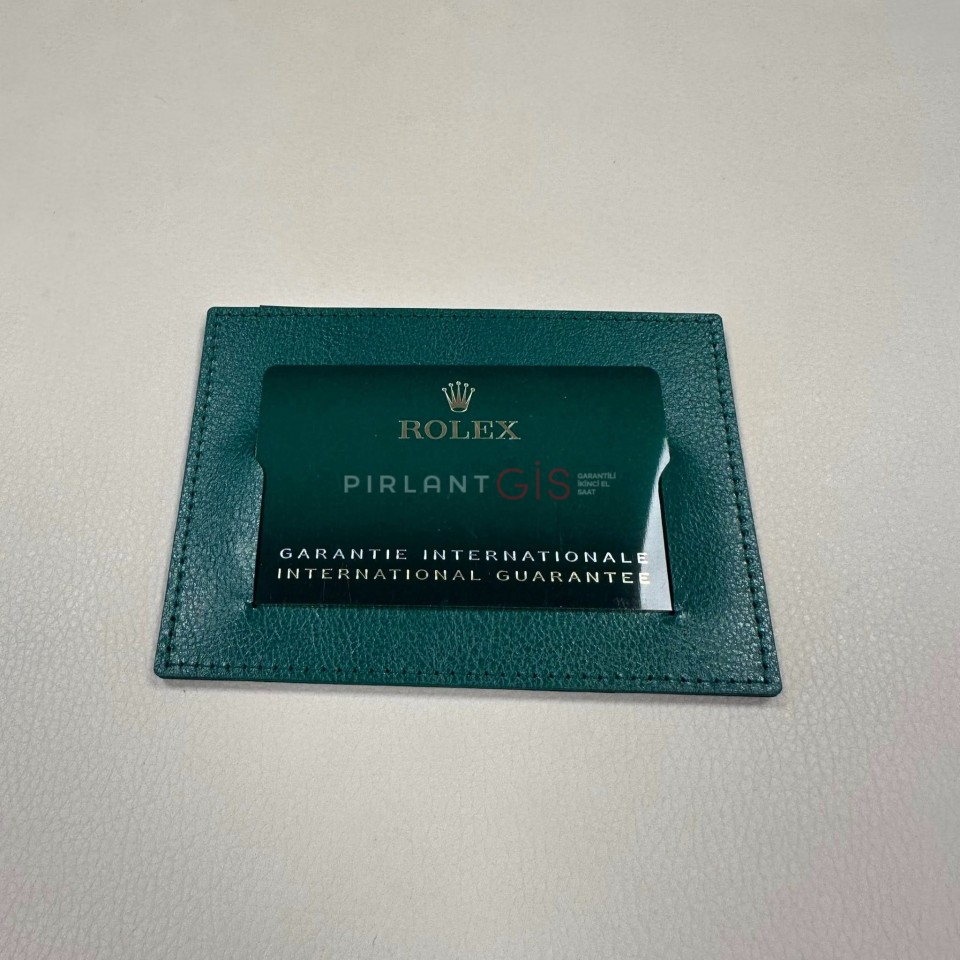 ROLEX
PIRLANTGİS
GARANTİLİ
İKİNCİ EL
SAAT
GARANTIE INTERNATIONALE
INTERNATIONAL GUARANTEE